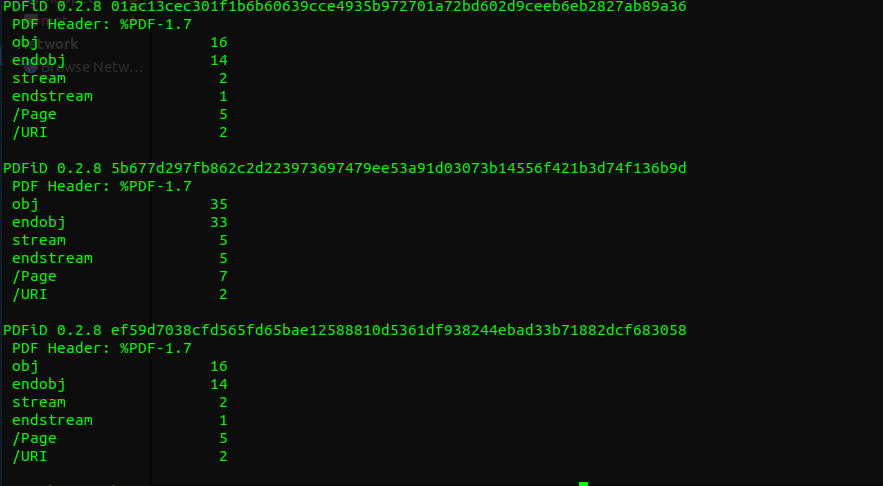 PDFiD 0.2.8 01ac13cec301f1b6b60639cce4935b972701a72bd602d9ceeb6eb2827ab89a36
PDF Header: %PDF-1.7
Network
obj 16
endobj 14
Browse Netw...
stream 2
endstream 1
/Page 5
/URI 2
PDFiD 0.2.8 5b677d297fb862c2d223973697479ee53a91d03073b14556f421b3d74f136b9d
PDF Header: %PDF-1.7
obj 35
endobj 33
stream 5
endstream 5
/Page 7
/URI 2
PDFiD 0.2.8 ef59d7038cfd565fd65bae12588810d5361df938244ebad33b71882dcf683058
PDF Header: %PDF-1.7
obj 16
endobj 14
stream 2
endstream 1
/Page 5
/URI 2